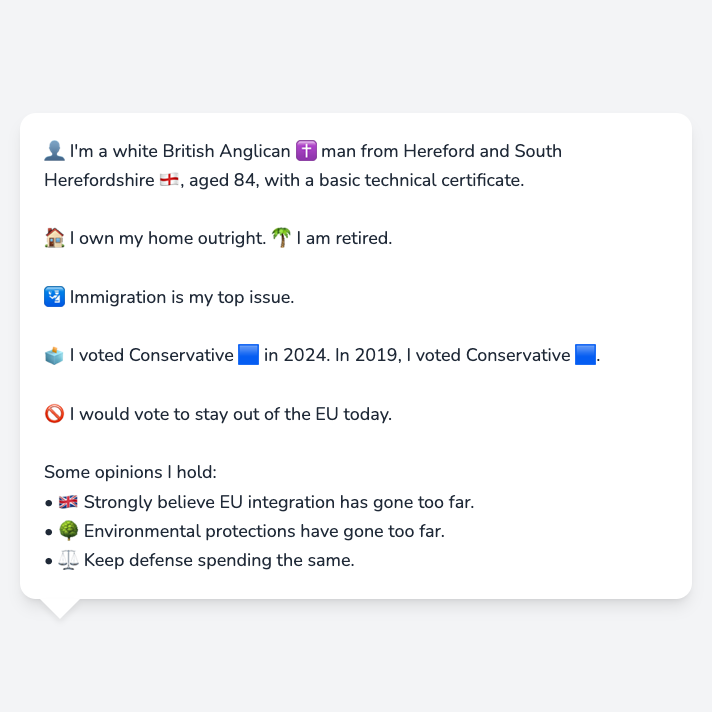 👤 I'm a white British Anglican ✝️ man from Hereford and South
Herefordshire 🏴󠁧󠁢󠁥󠁮󠁧󠁿, aged 84, with a basic technical certificate.
🏠 I own my home outright. 🌴 I am retired.
🛂 Immigration is my top issue.
🗳️ I voted Conservative 🟦 in 2024. In 2019, I voted Conservative 🟦.
🚫 I would vote to stay out of the EU today.
Some opinions I hold:
• 🇬🇧 Strongly believe EU integration has gone too far.
• 🌳 Environmental protections have gone too far.
• ⚖️ Keep defense spending the same.